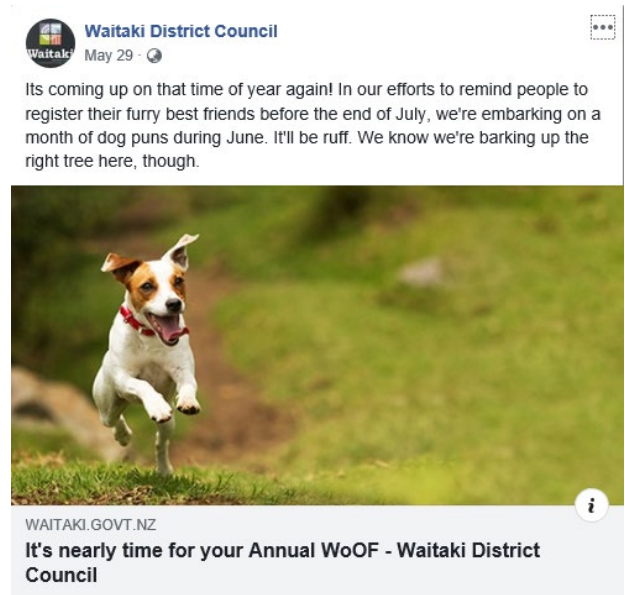 Waitaki District Council
Waitaki
May 29 ·
Its coming up on that time of year again! In our efforts to remind people to
register their furry best friends before the end of July, we're embarking on a
month of dog puns during June. It'll be ruff. We know we're barking up the
right tree here, though.
i
WAITAKI.GOVT.NZ
It's nearly time for your Annual WoOF - Waitaki District
Council